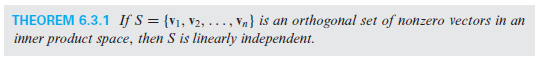 THEOREM 6.3.1 If S = {v₁, v₂, . . . , vₙ} is an orthogonal set of nonzero vectors in an
inner product space, then S is linearly independent.